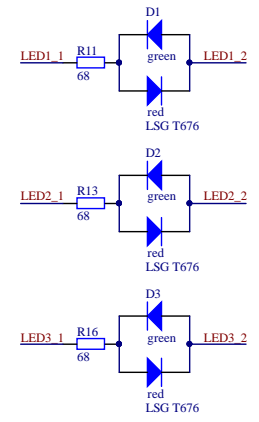 D1
LED1_1
R11
green
LED1_2
68
red
LSG T676
D2
LED2_1
R13
green
LED2_2
68
red
LSG T676
D3
LED3_1
R16
green
LED3_2
68
red
LSG T676